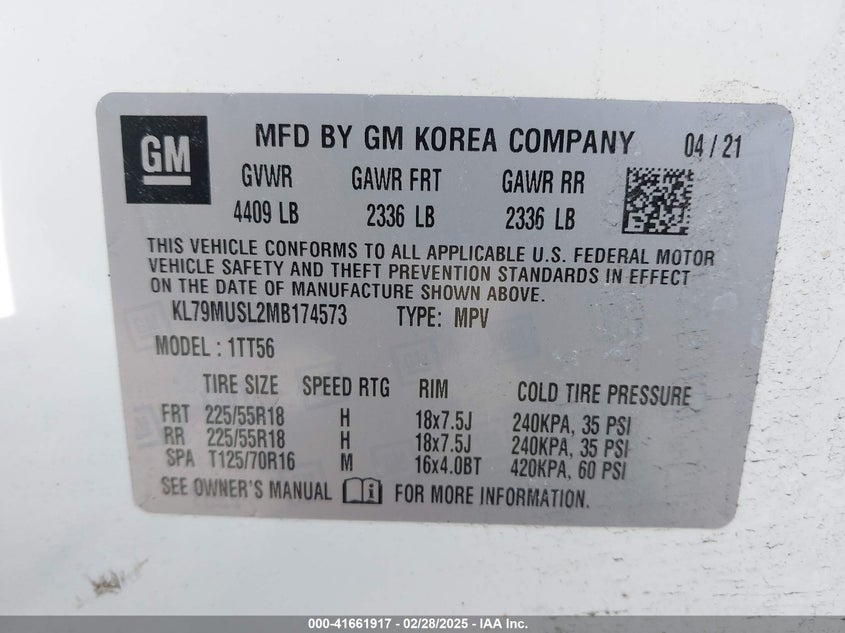 GM MFD BY GM KOREA COMPANY 04 / 21
GVWR GAWR FRT GAWR RR
4409 LB 2336 LB 2336 LB
THIS VEHICLE CONFORMS TO ALL APPLICABLE U.S. FEDERAL MOTOR
VEHICLE SAFETY AND THEFT PREVENTION STANDARDS IN EFFECT
ON THE DATE OF MANUFACTURE SHOWN ABOVE.
KL79MUSL2MB174573 TYPE: MPV
MODEL : 1TT56
TIRE SIZE SPEED RTG RIM COLD TIRE PRESSURE
FRT 225/55R18 H 18x7.5J 240KPA, 35 PSI
RR 225/55R18 H 18x7.5J 240KPA, 35 PSI
SPA T125/70R16 M 16x4.0BT 420KPA, 60 PSI
SEE OWNER'S MANUAL FOR MORE INFORMATION.
000-41661917 - 02/28/2025 - IAA Inc.